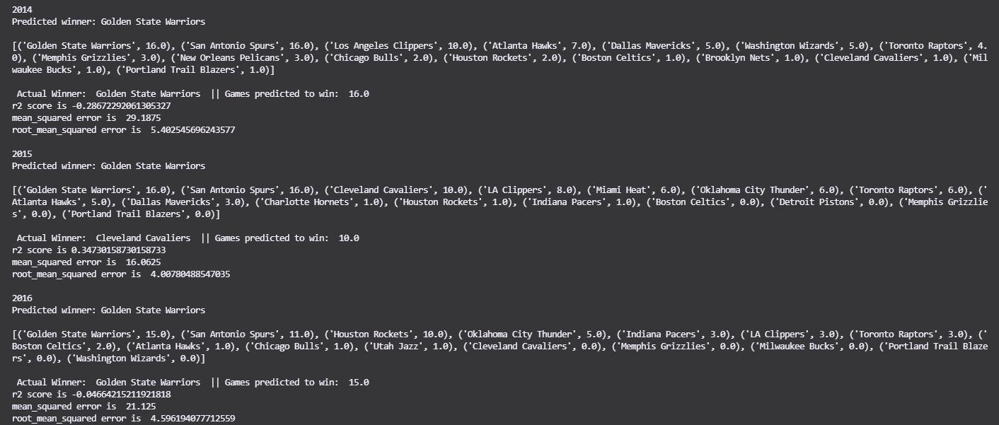 2014
Predicted winner: Golden State Warriors
[('Golden State Warriors', 16.0), ('San Antonio Spurs', 16.0), ('Los Angeles Clippers', 10.0), ('Atlanta Hawks', 7.0), ('Dallas Mavericks', 5.0), ('Washington Wizards', 5.0), ('Toronto Raptors', 4.
0), ('Memphis Grizzlies', 3.0), ('New Orleans Pelicans', 3.0), ('Chicago Bulls', 2.0), ('Houston Rockets', 2.0), ('Boston Celtics', 1.0), ('Brooklyn Nets', 1.0), ('Cleveland Cavaliers', 1.0), ('Mil
waukee Bucks', 1.0), ('Portland Trail Blazers', 1.0)]
Actual Winner:  Golden State Warriors  || Games predicted to win:  16.0
r2 score is -0.28672292061305327
mean_squared error is  29.1875
root_mean_squared error is  5.402545696243577
2015
Predicted winner: Golden State Warriors
[('Golden State Warriors', 16.0), ('San Antonio Spurs', 16.0), ('Cleveland Cavaliers', 10.0), ('LA Clippers', 8.0), ('Miami Heat', 6.0), ('Oklahoma City Thunder', 6.0), ('Toronto Raptors', 6.0), ('
Atlanta Hawks', 5.0), ('Dallas Mavericks', 3.0), ('Charlotte Hornets', 1.0), ('Houston Rockets', 1.0), ('Indiana Pacers', 1.0), ('Boston Celtics', 0.0), ('Detroit Pistons', 0.0), ('Memphis Grizzlie
s', 0.0), ('Portland Trail Blazers', 0.0)]
Actual Winner:  Cleveland Cavaliers  || Games predicted to win:  10.0
r2 score is 0.34730158730158733
mean_squared error is  16.0625
root_mean_squared error is  4.00780488547035
2016
Predicted winner: Golden State Warriors
[('Golden State Warriors', 15.0), ('San Antonio Spurs', 11.0), ('Houston Rockets', 10.0), ('Oklahoma City Thunder', 5.0), ('Indiana Pacers', 3.0), ('LA Clippers', 3.0), ('Toronto Raptors', 3.0), ('
Boston Celtics', 2.0), ('Atlanta Hawks', 1.0), ('Chicago Bulls', 1.0), ('Utah Jazz', 1.0), ('Cleveland Cavaliers', 0.0), ('Memphis Grizzlies', 0.0), ('Milwaukee Bucks', 0.0), ('Portland Trail Blaze
rs', 0.0), ('Washington Wizards', 0.0)]
Actual Winner:  Golden State Warriors  || Games predicted to win:  15.0
r2 score is -0.04664215211921818
mean_squared error is  21.125
root_mean_squared error is  4.596194077712559